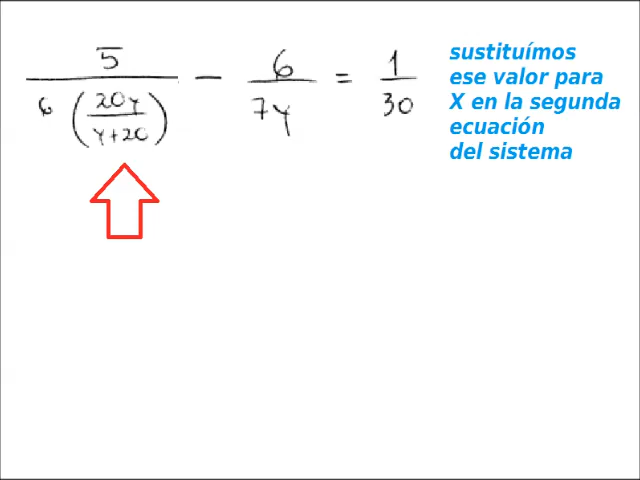 5/(6(20y/(y+20))) - 6/7y = 1/30
sustituímos
ese valor para
X en la segunda
ecuación
del sistema